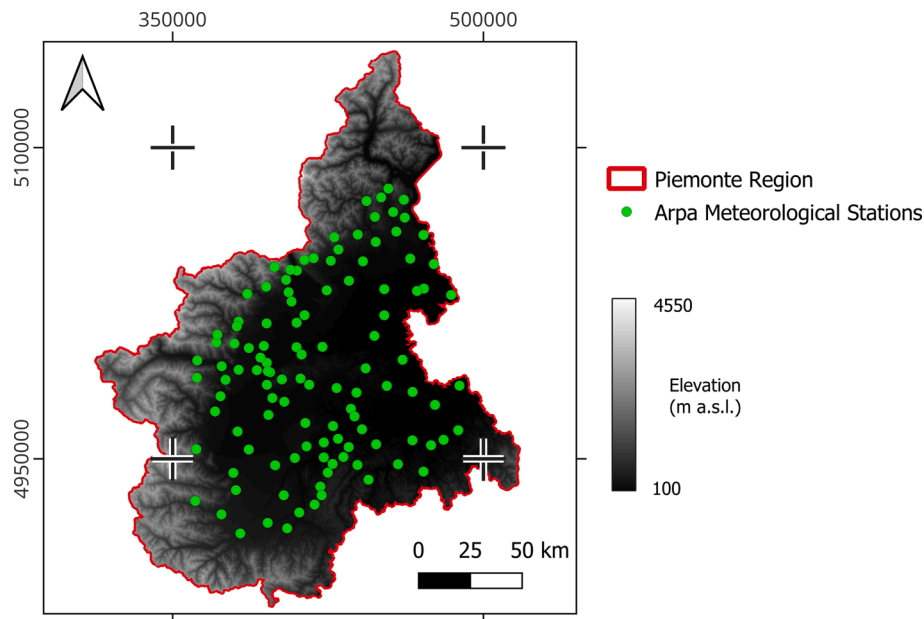 350000 500000
5100000
4950000
Piemonte Region
Arpa Meteorological Stations
4550
Elevation
(m a.s.l.)
100
0 25 50 km